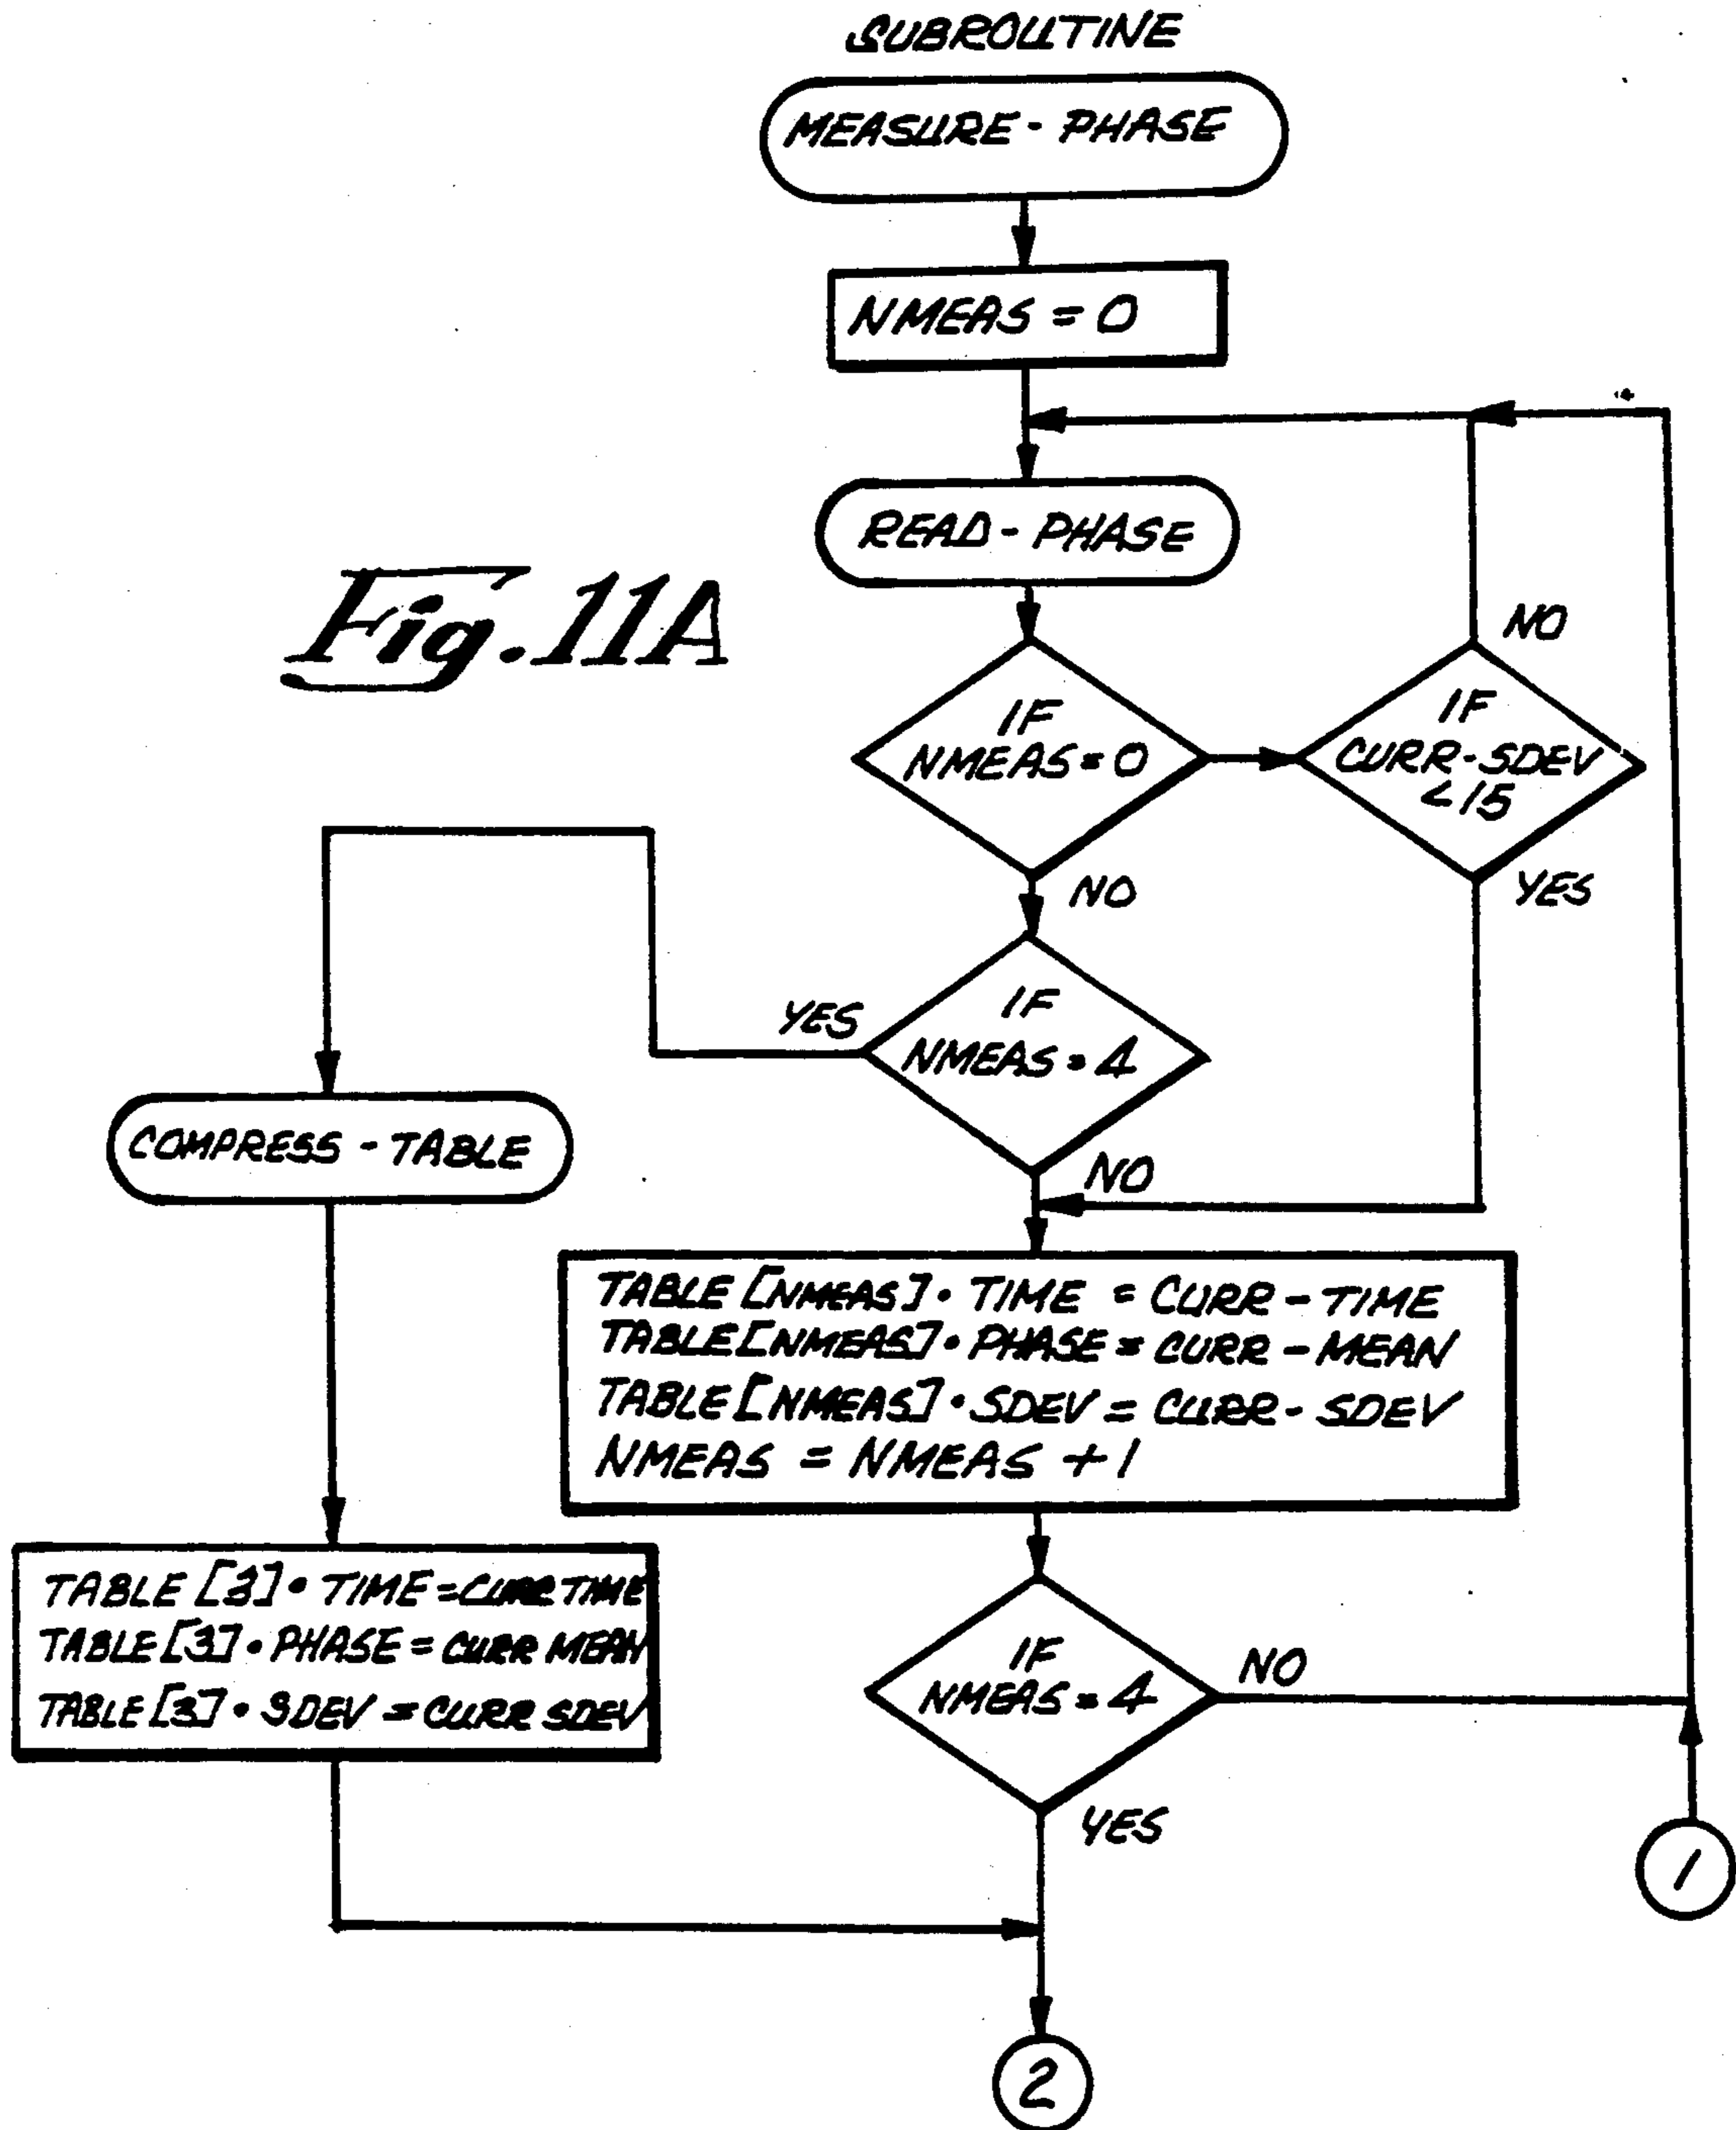 SUBROUTINE
MEASURE - PHASE
NMEAS = 0
READ - PHASE
Fig. 11A
IF
NMEAS = 0
NO
IF
CURR - SDEV
< 15
YES
NO
IF
NMEAS = 4
YES
NO
COMPRESS - TABLE
TABLE [NMEAS] • TIME = CURR - TIME
TABLE [NMEAS] • PHASE = CURR - MEAN
TABLE [NMEAS] • SDEV = CURR - SDEV
NMEAS = NMEAS + 1
TABLE [3] • TIME = CURR TIME
TABLE [3] • PHASE = CURR MEAN
TABLE [3] • SDEV = CURR SDEV
IF
NMEAS = 4
NO
YES
1
2